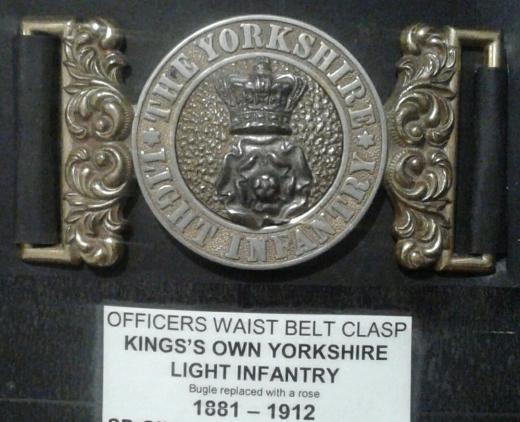 THE YORKSHIRE
LIGHT INFANTRY
OFFICERS WAIST BELT CLASP
KINGS'S OWN YORKSHIRE
LIGHT INFANTRY
Bugle replaced with a rose
1881 – 1912